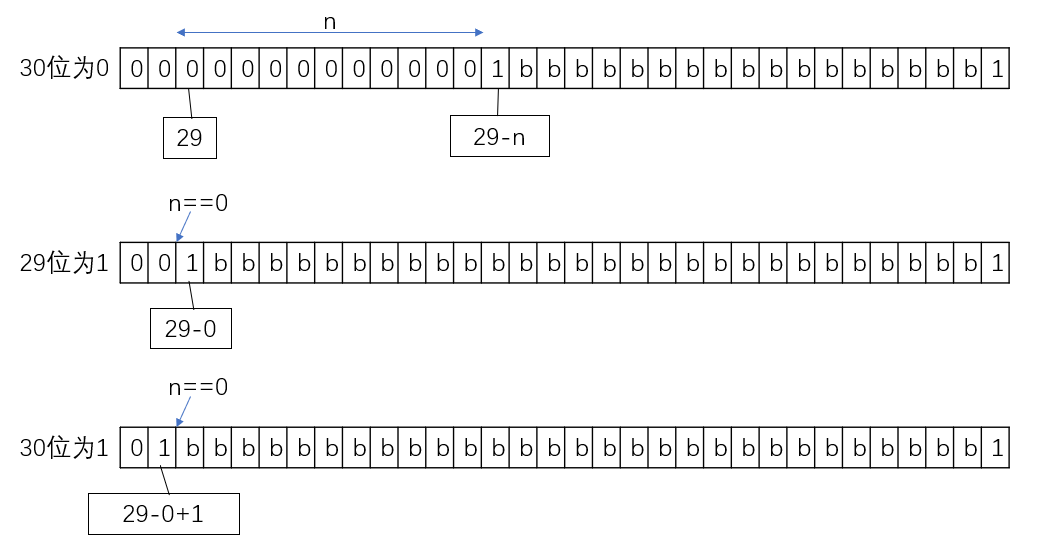 n
30位为0 0 0 0 0 0 0 0 0 0 0 0 0 0 1 b b b b b b b b b b b b b b b b b 1
29 29-n
n==0
29位为1 0 0 1 b b b b b b b b b b b b b b b b b b b b b b b b b b b b 1
29-0
n==0
30位为1 0 1 b b b b b b b b b b b b b b b b b b b b b b b b b b b b b 1
29-0+1